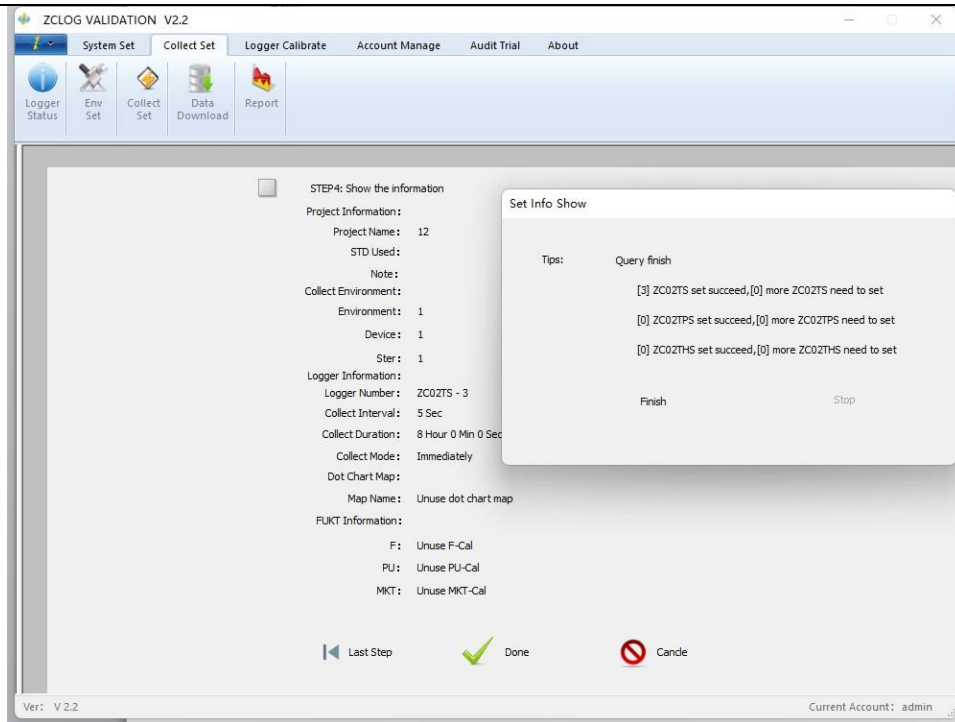 ZCLOG VALIDATION V2.2
System Set Collect Set Logger Calibrate Account Manage Audit Trial About
Logger Status
Env Set
Collect Set
Data Download
Report
STEP4: Show the information
Project Information:
Project Name: 12
STD Used:
Note:
Collect Environment:
Environment: 1
Device: 1
Ster: 1
Logger Information:
Logger Number: ZC02TS - 3
Collect Interval: 5 Sec
Collect Duration: 8 Hour 0 Min 0 Sec
Collect Mode: Immediately
Dot Chart Map:
Map Name: Unuse dot chart map
FUKT Information:
F: Unuse F-Cal
PU: Unuse PU-Cal
MKT: Unuse MKT-Cal
Last Step Done Cancle
Set Info Show
Tips: Query finish
[3] ZC02TS set succeed,[0] more ZC02TS need to set
[0] ZC02TPS set succeed,[0] more ZC02TPS need to set
[0] ZC02THS set succeed,[0] more ZC02THS need to set
Finish Stop
Ver: V 2.2 Current Account: admin